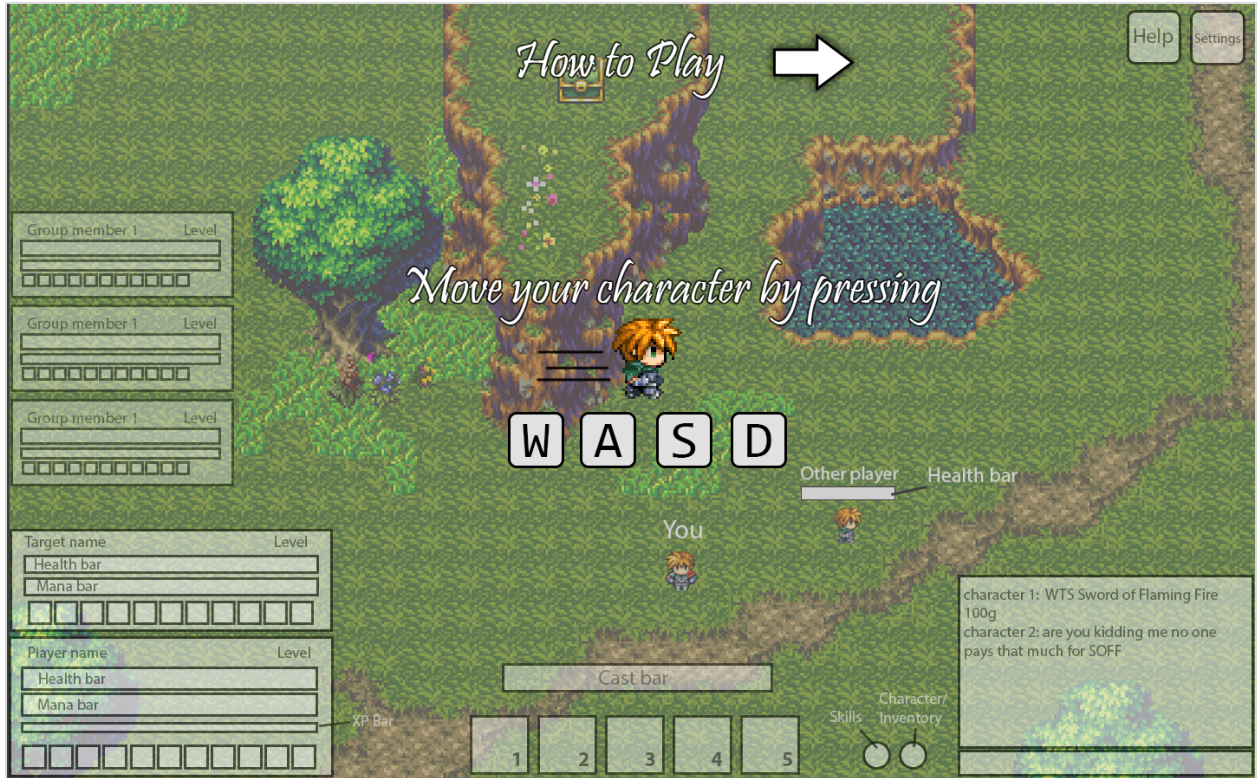 How to Play
Help
Settings
Group member 1 Level
Move your character by pressing
Group member 1 Level
Group member 1 Level
W A S D
Other player
Health bar
You
Target name Level
Health bar
Mana bar
character 1: WTS Sword of Flaming Fire
100g
character 2: are you kidding me no one
pays that much for SOFF
Player name Level
Health bar
Mana bar
XP Bar
Cast bar
Skills
Character/
Inventory
1 2 3 4 5